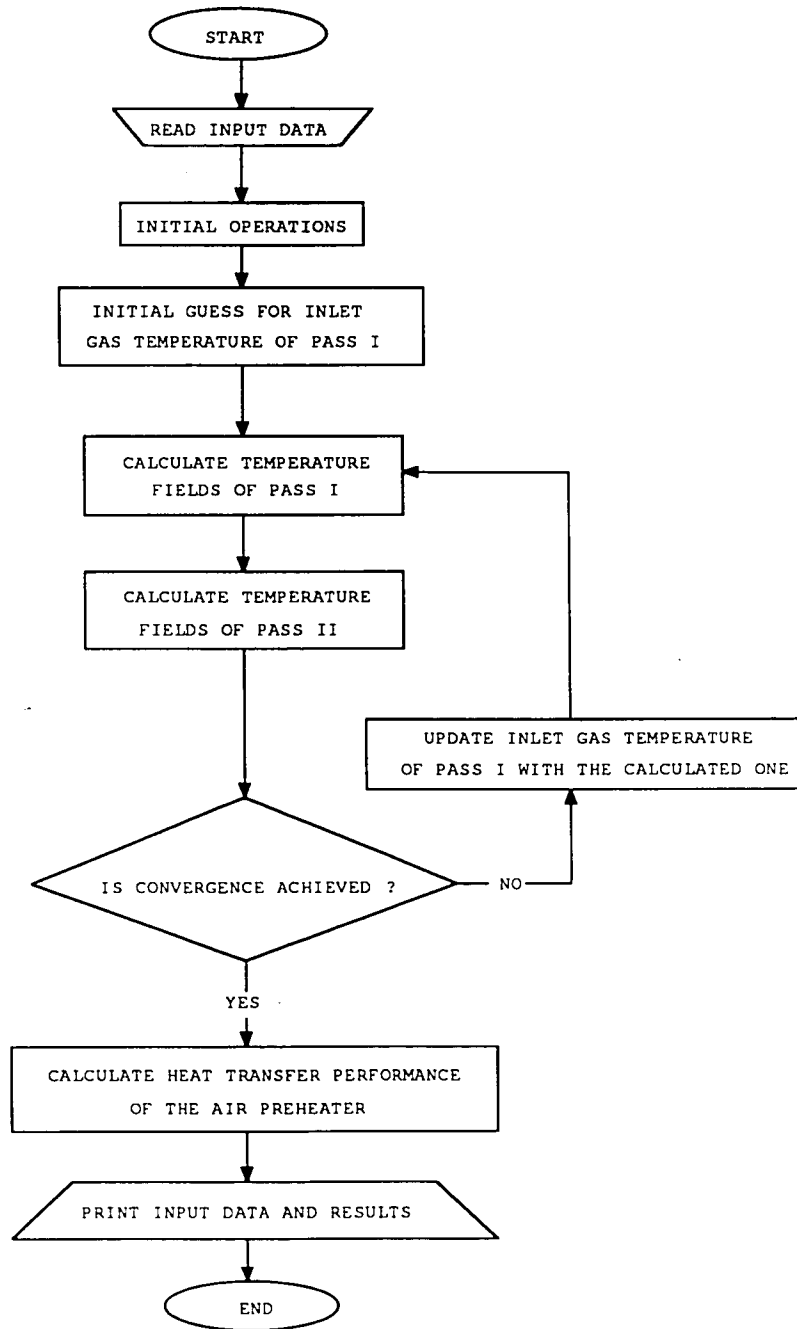 START
READ INPUT DATA
INITIAL OPERATIONS
INITIAL GUESS FOR INLET
GAS TEMPERATURE OF PASS I
CALCULATE TEMPERATURE
FIELDS OF PASS I
CALCULATE TEMPERATURE
FIELDS OF PASS II
UPDATE INLET GAS TEMPERATURE
OF PASS I WITH THE CALCULATED ONE
IS CONVERGENCE ACHIEVED ?
NO
YES
CALCULATE HEAT TRANSFER PERFORMANCE
OF THE AIR PREHEATER
PRINT INPUT DATA AND RESULTS
END